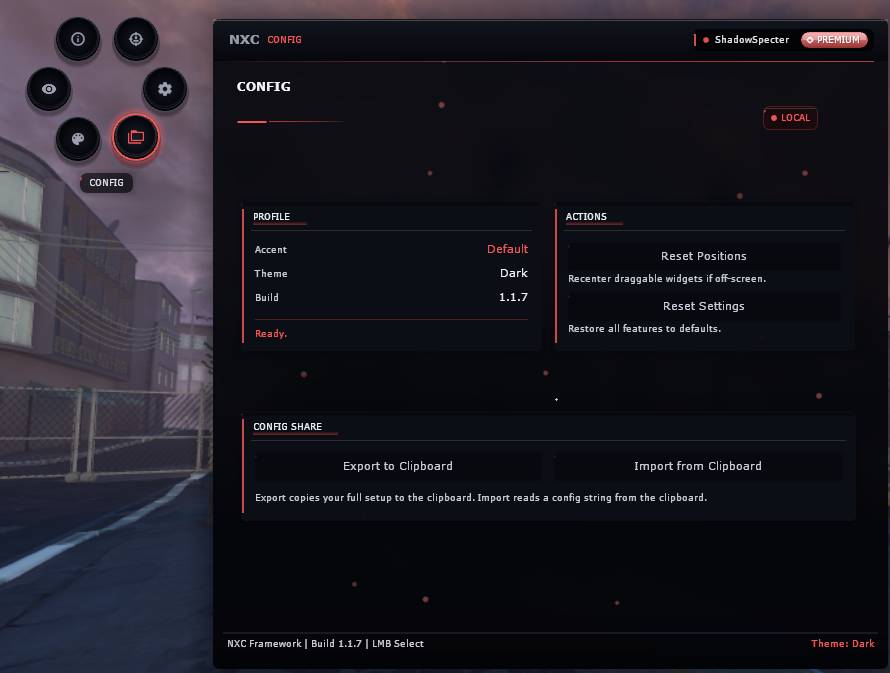 NXC CONFIG
ShadowSpecter PREMIUM
CONFIG
LOCAL
CONFIG
PROFILE
Accent Default
Theme Dark
Build 1.1.7
Ready.
ACTIONS
Reset Positions
Recenter draggable widgets if off-screen.
Reset Settings
Restore all features to defaults.
CONFIG SHARE
Export to Clipboard Import from Clipboard
Export copies your full setup to the clipboard. Import reads a config string from the clipboard.
NXC Framework | Build 1.1.7 | LMB Select Theme: Dark